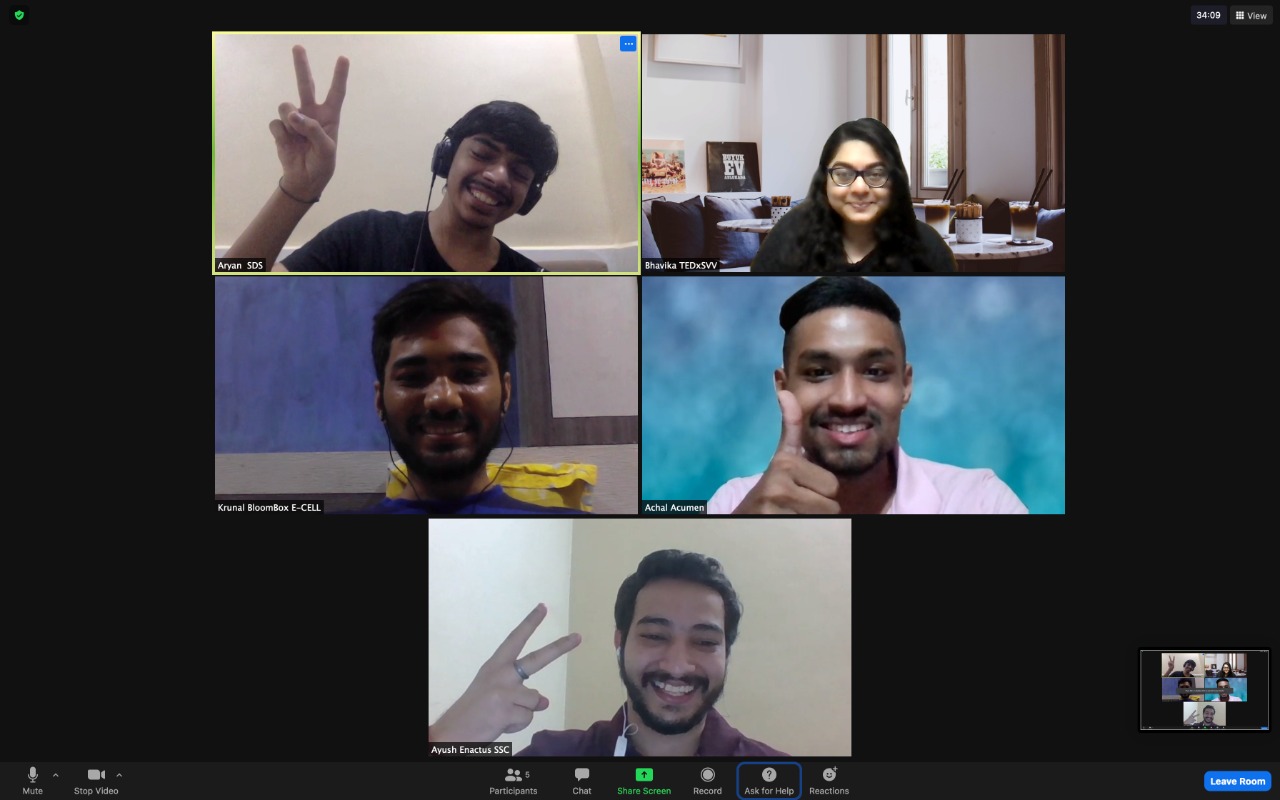 34:09
View
Aryan SDS
Bhavika TEDxSVV
EV
Krunal BloomBox E-CELL
Achal Acumen
Ayush Enactus SSC
Mute
Stop Video
Participants 5
Chat
Share Screen
Record
Ask for Help
Reactions
Leave Room